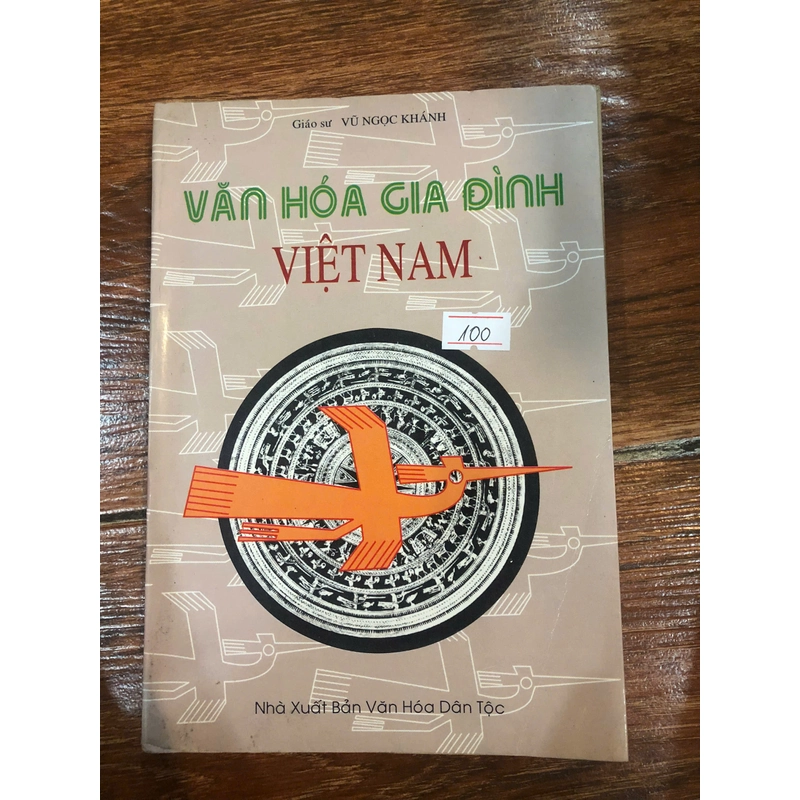 Giáo sư VŨ NGỌC KHÁNH
VĂN HÓA GIA ĐÌNH
VIỆT NAM
100
Nhà Xuất Bản Văn Hóa Dân Tộc